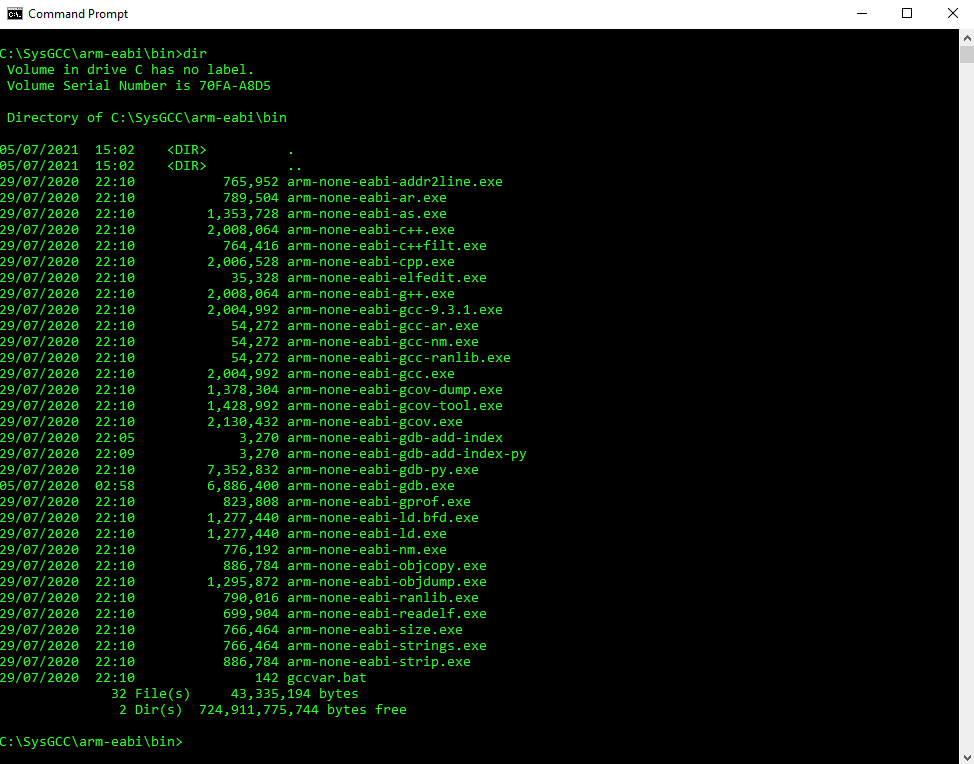 Command Prompt
C:\SysGCC\arm-eabi\bin>dir
 Volume in drive C has no label.
 Volume Serial Number is 70FA-A8D5

 Directory of C:\SysGCC\arm-eabi\bin

05/07/2021  15:02    <DIR>          .
05/07/2021  15:02    <DIR>          ..
29/07/2020  22:10           765,952 arm-none-eabi-addr2line.exe
29/07/2020  22:10           789,504 arm-none-eabi-ar.exe
29/07/2020  22:10         1,353,728 arm-none-eabi-as.exe
29/07/2020  22:10         2,008,064 arm-none-eabi-c++.exe
29/07/2020  22:10           764,416 arm-none-eabi-c++filt.exe
29/07/2020  22:10         2,006,528 arm-none-eabi-cpp.exe
29/07/2020  22:10            35,328 arm-none-eabi-elfedit.exe
29/07/2020  22:10         2,008,064 arm-none-eabi-g++.exe
29/07/2020  22:10         2,004,992 arm-none-eabi-gcc-9.3.1.exe
29/07/2020  22:10            54,272 arm-none-eabi-gcc-ar.exe
29/07/2020  22:10            54,272 arm-none-eabi-gcc-nm.exe
29/07/2020  22:10            54,272 arm-none-eabi-gcc-ranlib.exe
29/07/2020  22:10         2,004,992 arm-none-eabi-gcc.exe
29/07/2020  22:10         1,378,304 arm-none-eabi-gcov-dump.exe
29/07/2020  22:10         1,428,992 arm-none-eabi-gcov-tool.exe
29/07/2020  22:10         2,130,432 arm-none-eabi-gcov.exe
29/07/2020  22:05             3,270 arm-none-eabi-gdb-add-index
29/07/2020  22:09             3,270 arm-none-eabi-gdb-add-index-py
29/07/2020  22:10         7,352,832 arm-none-eabi-gdb-py.exe
05/07/2020  02:58         6,886,400 arm-none-eabi-gdb.exe
29/07/2020  22:10           823,808 arm-none-eabi-gprof.exe
29/07/2020  22:10         1,277,440 arm-none-eabi-ld.bfd.exe
29/07/2020  22:10         1,277,440 arm-none-eabi-ld.exe
29/07/2020  22:10           776,192 arm-none-eabi-nm.exe
29/07/2020  22:10           886,784 arm-none-eabi-objcopy.exe
29/07/2020  22:10         1,295,872 arm-none-eabi-objdump.exe
29/07/2020  22:10           790,016 arm-none-eabi-ranlib.exe
29/07/2020  22:10           699,904 arm-none-eabi-readelf.exe
29/07/2020  22:10           766,464 arm-none-eabi-size.exe
29/07/2020  22:10           766,464 arm-none-eabi-strings.exe
29/07/2020  22:10           886,784 arm-none-eabi-strip.exe
29/07/2020  22:10               142 gccvar.bat
              32 File(s)     43,335,194 bytes
               2 Dir(s)  724,911,775,744 bytes free

C:\SysGCC\arm-eabi\bin>